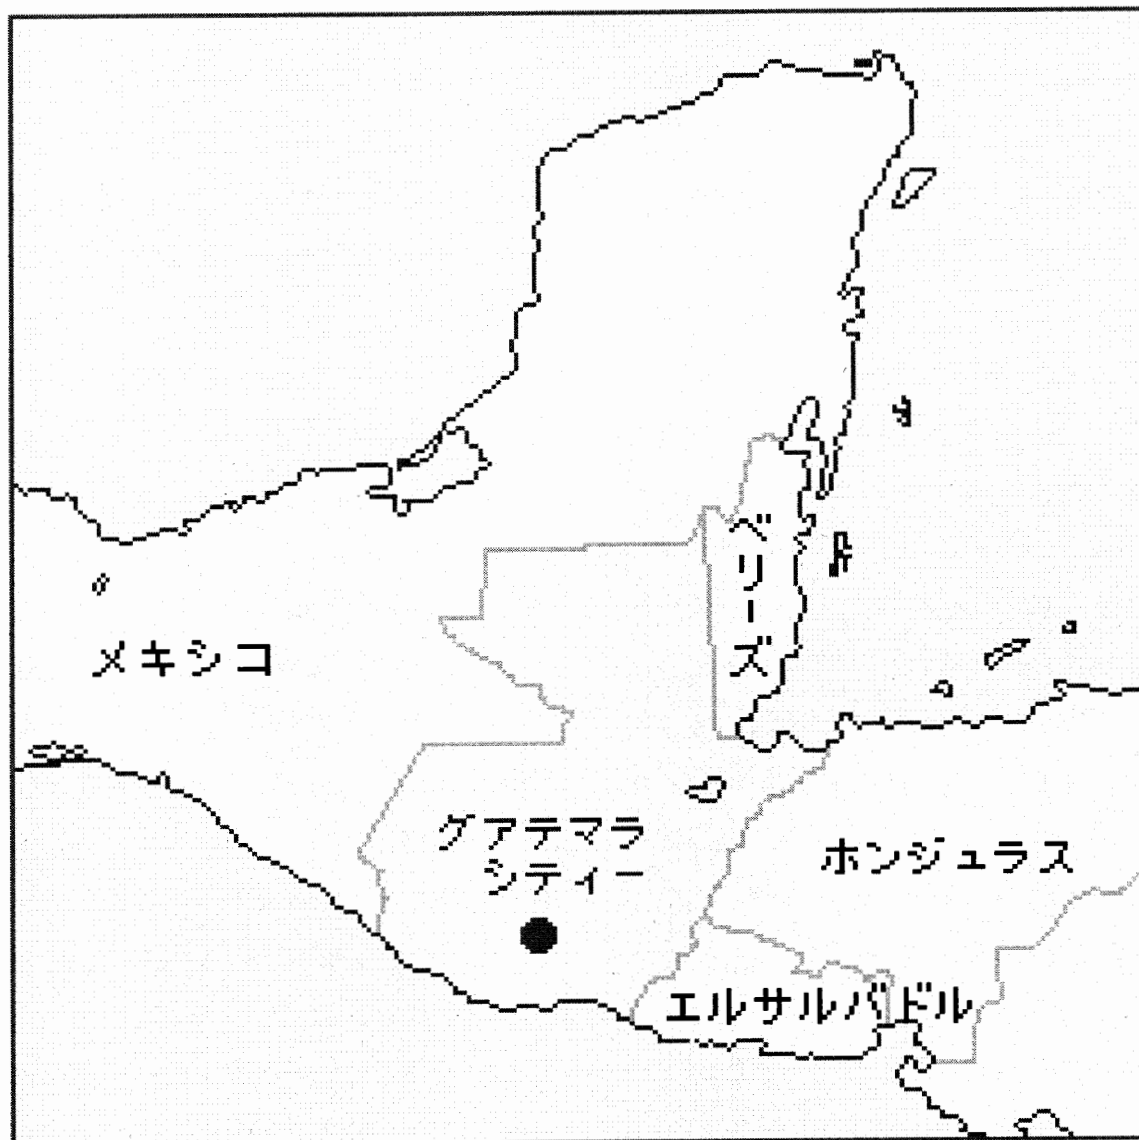 ベリーズ
メキシコ
グアテマラ
シティー
ホンジュラス
エルサルバドル